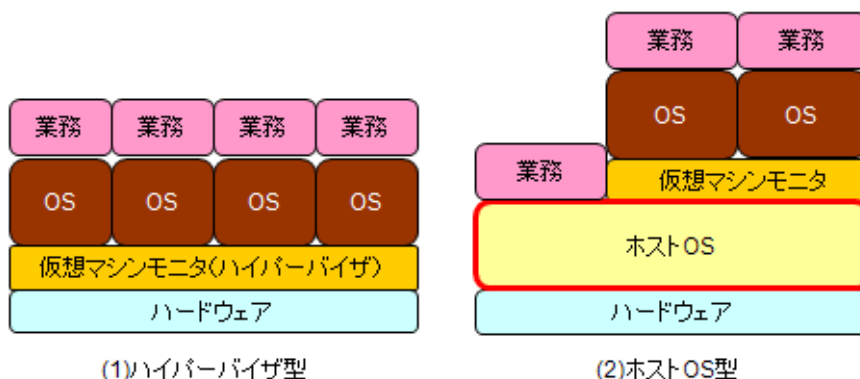 業務 業務
業務 業務 業務 業務
OS OS
OS OS OS OS
業務
仮想マシンモニタ
仮想マシンモニタ(ハイパーバイザ)
ホストOS
ハードウェア
ハードウェア
(1)ハイパーバイザ型
(2)ホストOS型